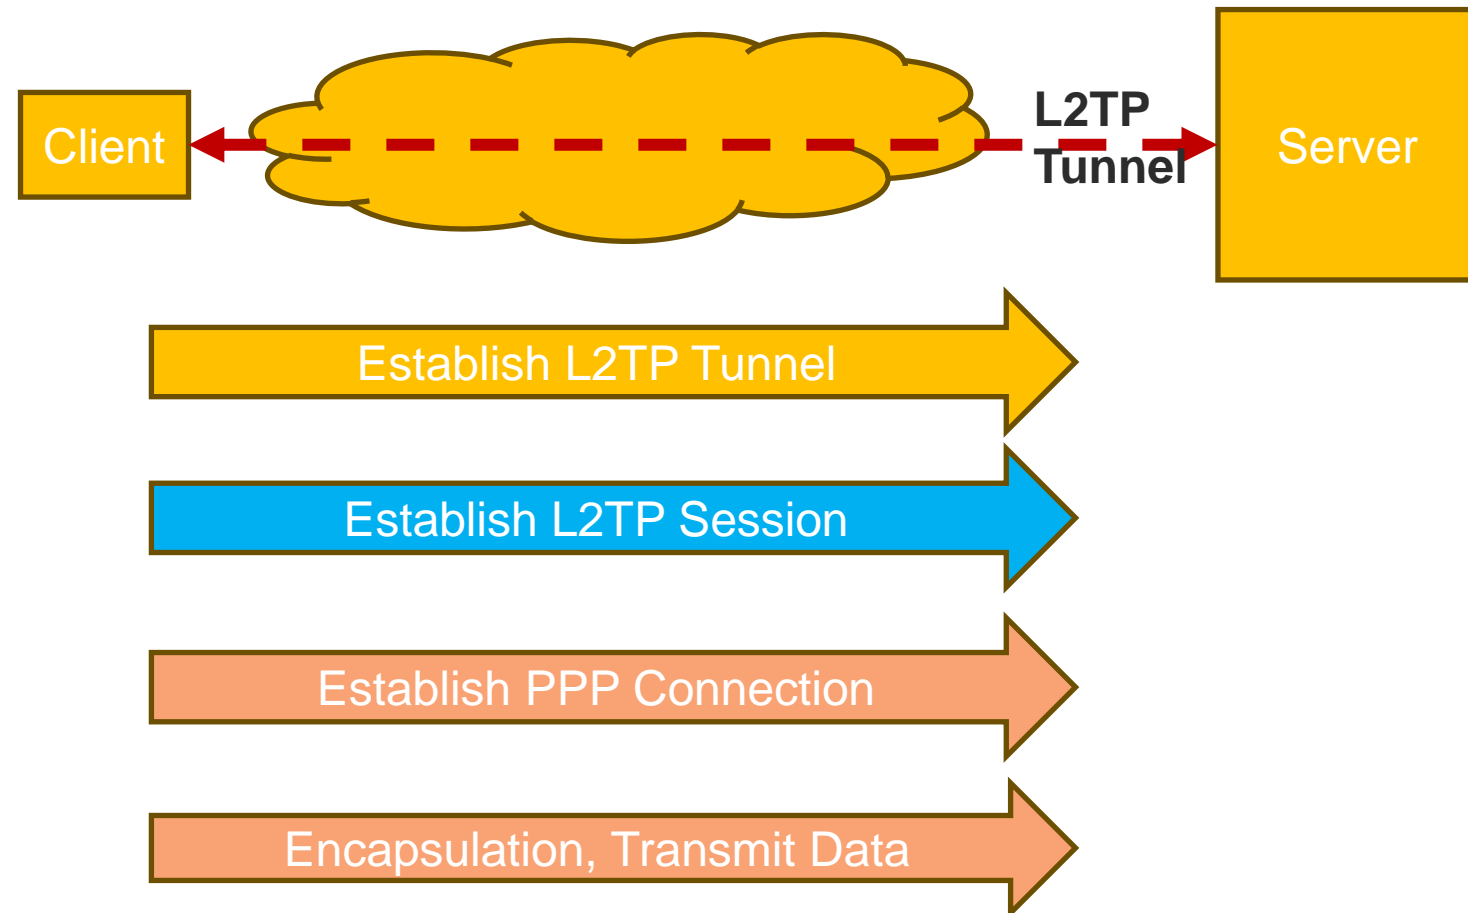 Client
L2TP
Tunnel
Server
Establish L2TP Tunnel
Establish L2TP Session
Establish PPP Connection
Encapsulation, Transmit Data